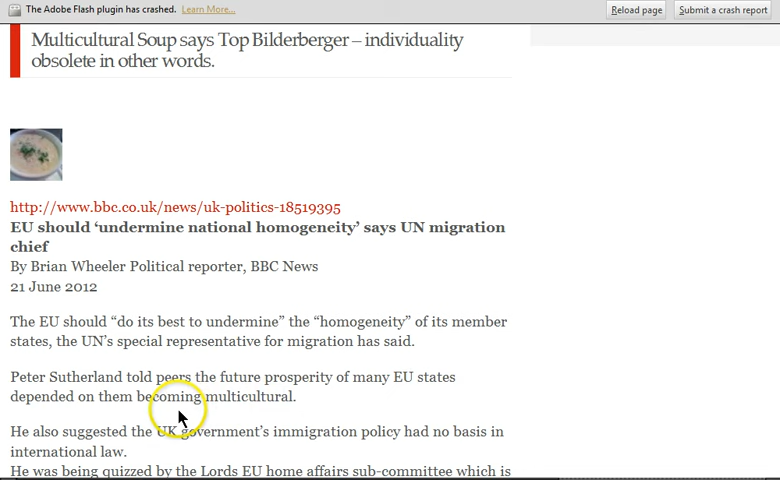 The Adobe Flash plugin has crashed. Learn More... Reload page Submit a crash report
Multicultural Soup says Top Bilderberger – individuality
obsolete in other words.
http://www.bbc.co.uk/news/uk-politics-18519395
EU should ‘undermine national homogeneity’ says UN migration
chief
By Brian Wheeler Political reporter, BBC News
21 June 2012
The EU should “do its best to undermine” the “homogeneity” of its member
states, the UN’s special representative for migration has said.
Peter Sutherland told peers the future prosperity of many EU states
depended on them becoming multicultural.
He also suggested the UK government’s immigration policy had no basis in
international law.
He was being quizzed by the Lords EU home affairs sub-committee which is